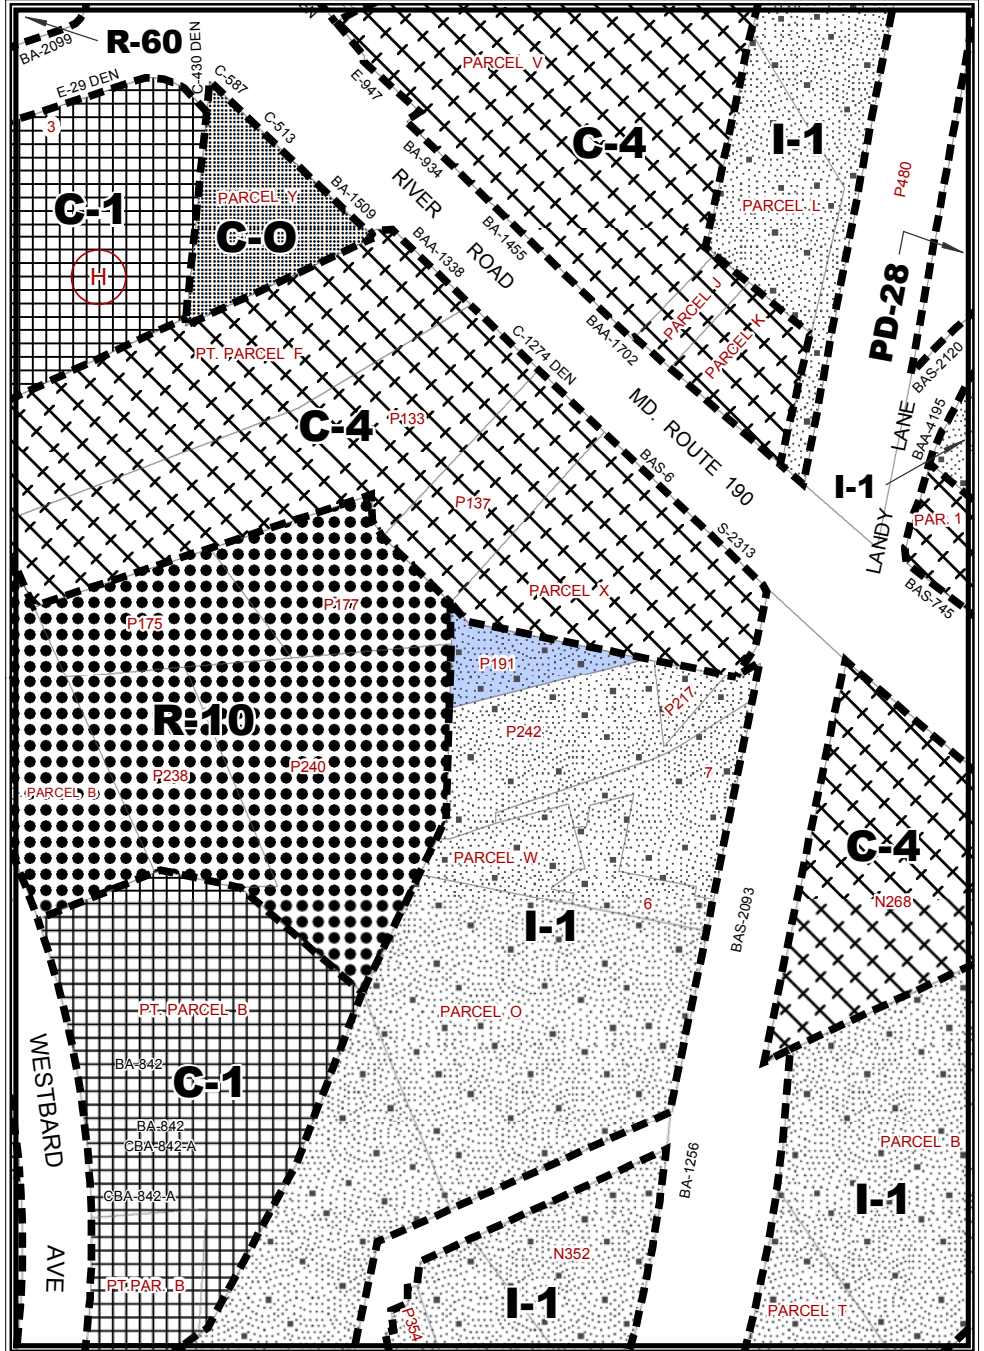 R-60
BA-2099
E-29 DEN
C-430 DEN
C-587
C-513
3
C-1
H
PARCEL Y
C-O
BA-1509
BAA-1338
E-947
BA-934
RIVER
ROAD
BA-1455
PARCEL V
C-4
I-1
PARCEL L
P480
PD-28
PARCEL J
PARCEL K
BAA-1702
C-1274 DEN
MD. ROUTE 190
BAS-6
S-2313
BAS-2120
BAA-4195
LANDY LANE
I-1
PAR. 1
BAS-745
PT. PARCEL F
C-4
P133
P137
PARCEL X
P175
P177
R-10
P238
P240
PARCEL B
P191
P242
P217
7
PARCEL W
6
I-1
BAS-2093
C-4
N268
PARCEL O
PT. PARCEL B
BA-842
C-1
BA-842
CBA-842-A
CBA-842-A
PT.PAR. B
WESTBARD
AVE
BA-1256
N352
I-1
P354
PARCEL B
I-1
PARCEL T